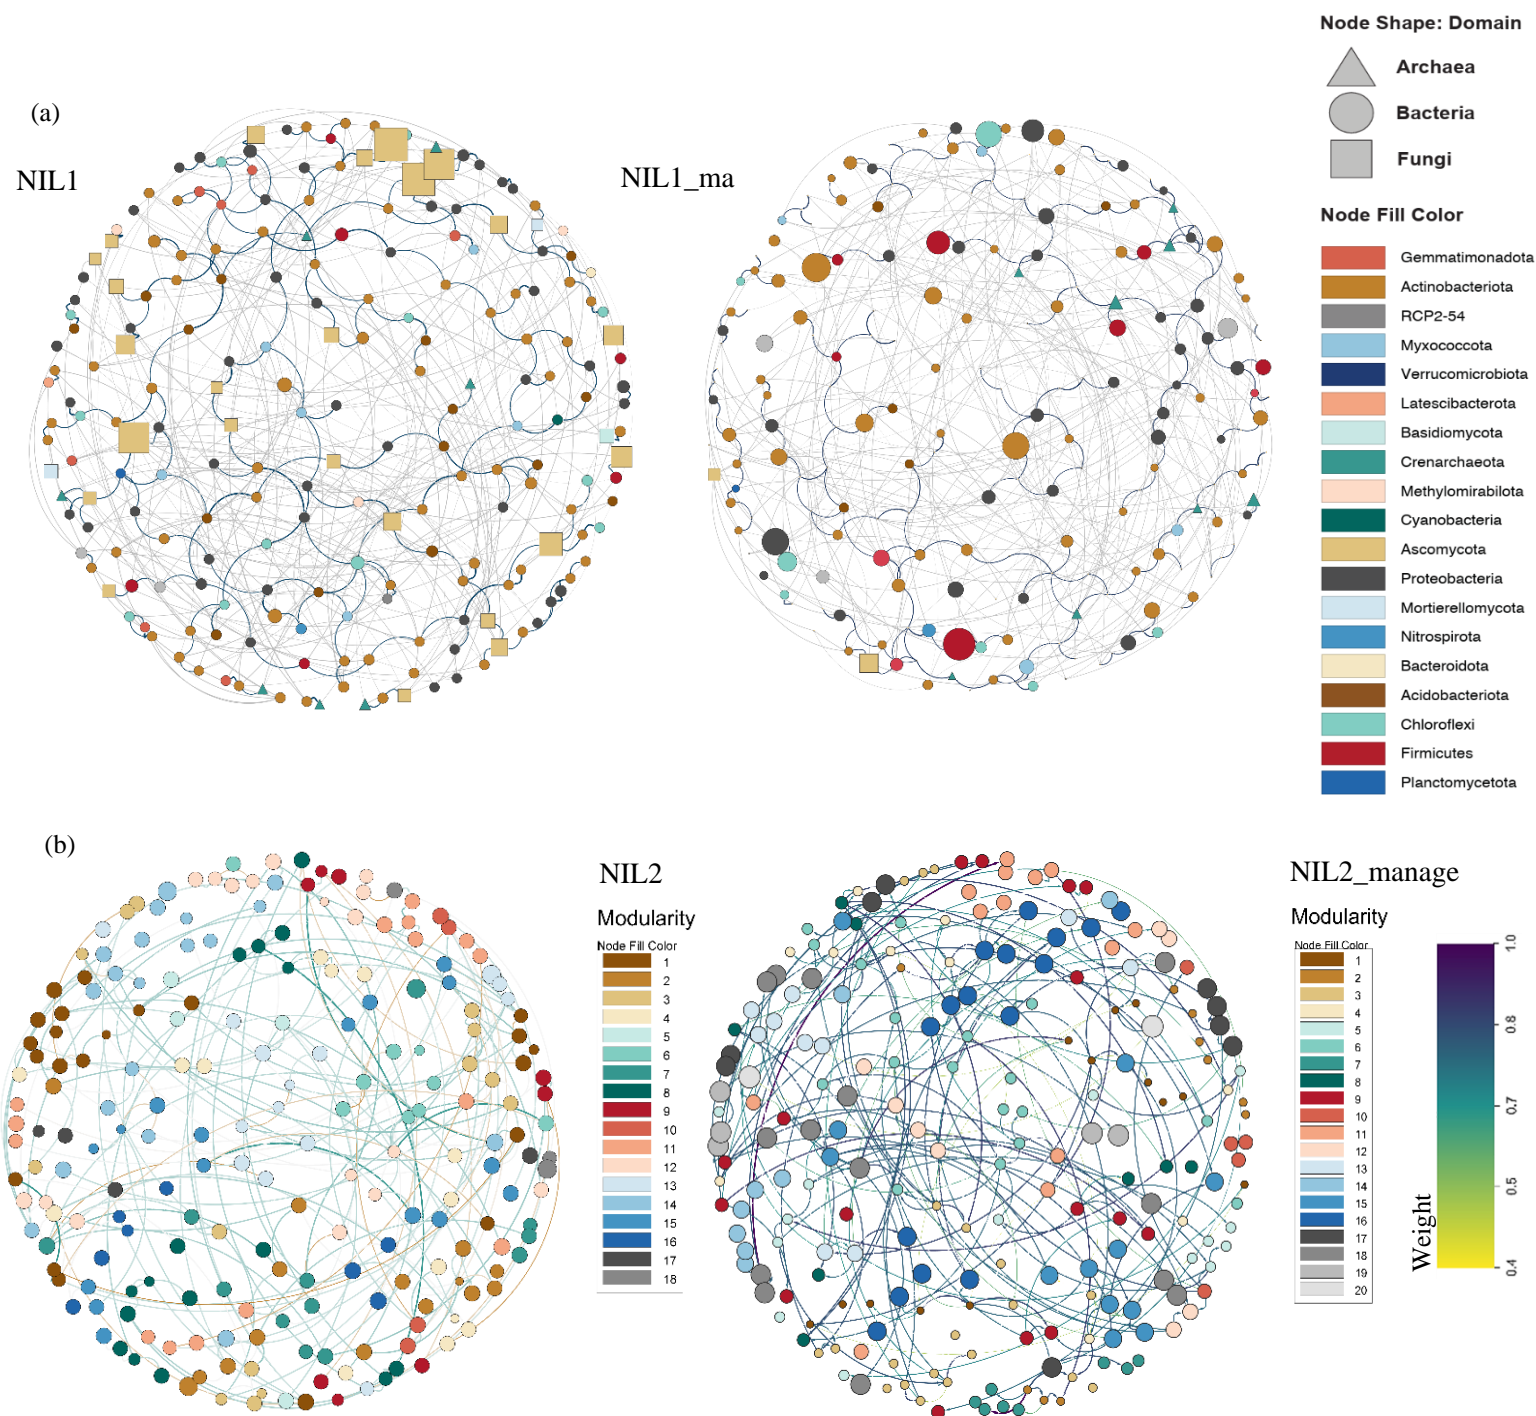 Node Shape: Domain
Archaea
Bacteria
Fungi
(a)
NIL1
NIL1_ma
Node Fill Color
Gemmatimonadota
Actinobacteriota
RCP2-54
Myxococcota
Verrucomicrobiota
Latescibacterota
Basidiomycota
Crenarchaeota
Methylomirabilota
Cyanobacteria
Ascomycota
Proteobacteria
Mortierellomycota
Nitrospirota
Bacteroidota
Acidobacteriota
Chloroflexi
Firmicutes
Planctomycetota
(b)
NIL2
Modularity
Node Fill Color
1
2
3
4
5
6
7
8
9
10
11
12
13
14
15
16
17
18
NIL2_manage
Modularity
Node Fill Color
1
2
3
4
5
6
7
8
9
10
11
12
13
14
15
16
17
18
19
20
Weight
1.0
0.8
0.7
0.5
0.4